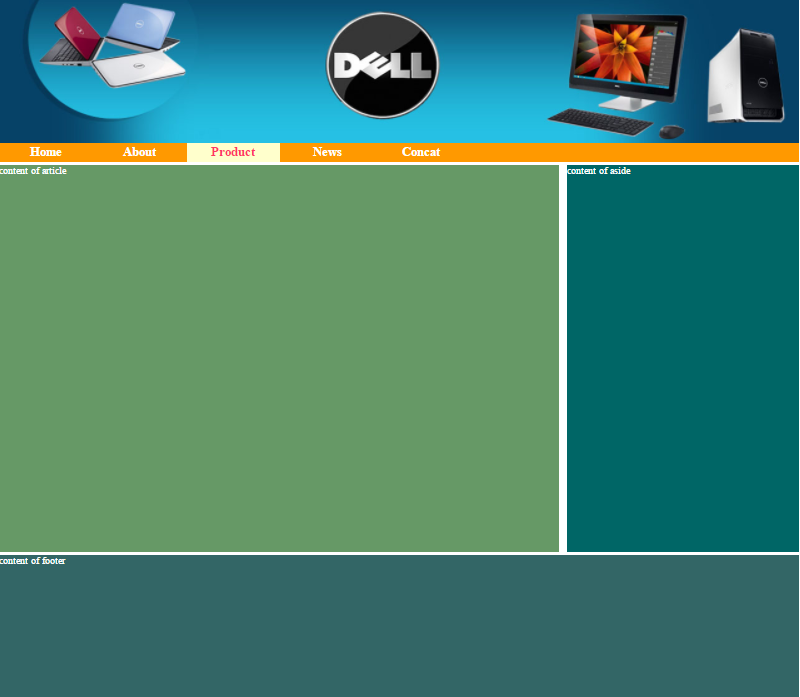 DELL
Home About Product News Concat
content of article
content of aside
content of footer